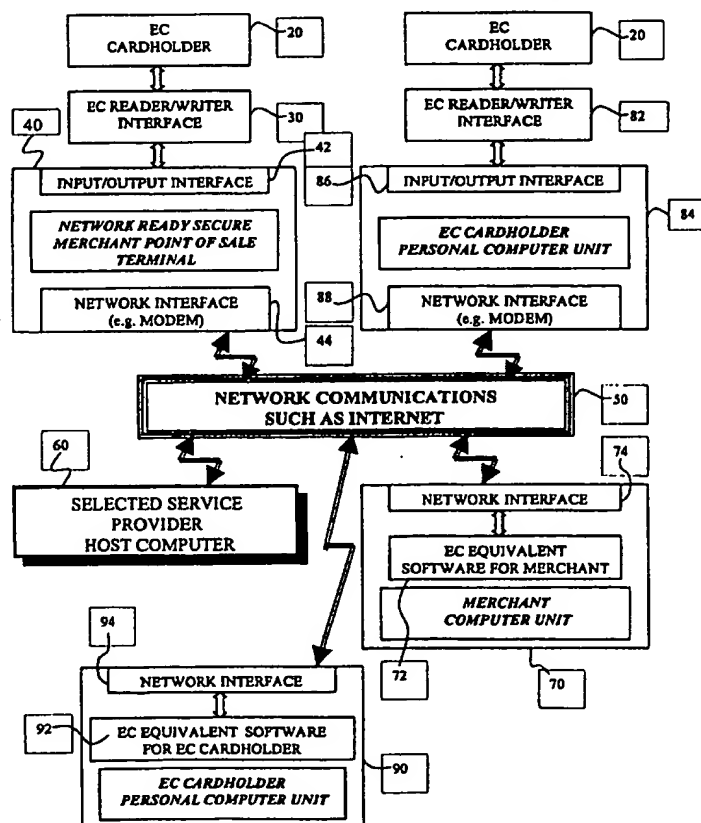 EC
CARDHOLDER
20
EC
CARDHOLDER
20
EC READER/WRITER
INTERFACE
30
EC READER/WRITER
INTERFACE
82
40
42
INPUT/OUTPUT INTERFACE
86
INPUT/OUTPUT INTERFACE
84
NETWORK READY SECURE
MERCHANT POINT OF SALE
TERMINAL
EC CARDHOLDER
PERSONAL COMPUTER UNIT
88
NETWORK INTERFACE
(e.g. MODEM)
44
NETWORK INTERFACE
(e.g. MODEM)
NETWORK COMMUNICATIONS
SUCH AS INTERNET
50
60
SELECTED SERVICE
PROVIDER
HOST COMPUTER
74
NETWORK INTERFACE
EC EQUIVALENT
SOFTWARE FOR MERCHANT
MERCHANT
COMPUTER UNIT
72
70
94
NETWORK INTERFACE
92
EC EQUIVALENT SOFTWARE
FOR EC CARDHOLDER
90
EC CARDHOLDER
PERSONAL COMPUTER UNIT